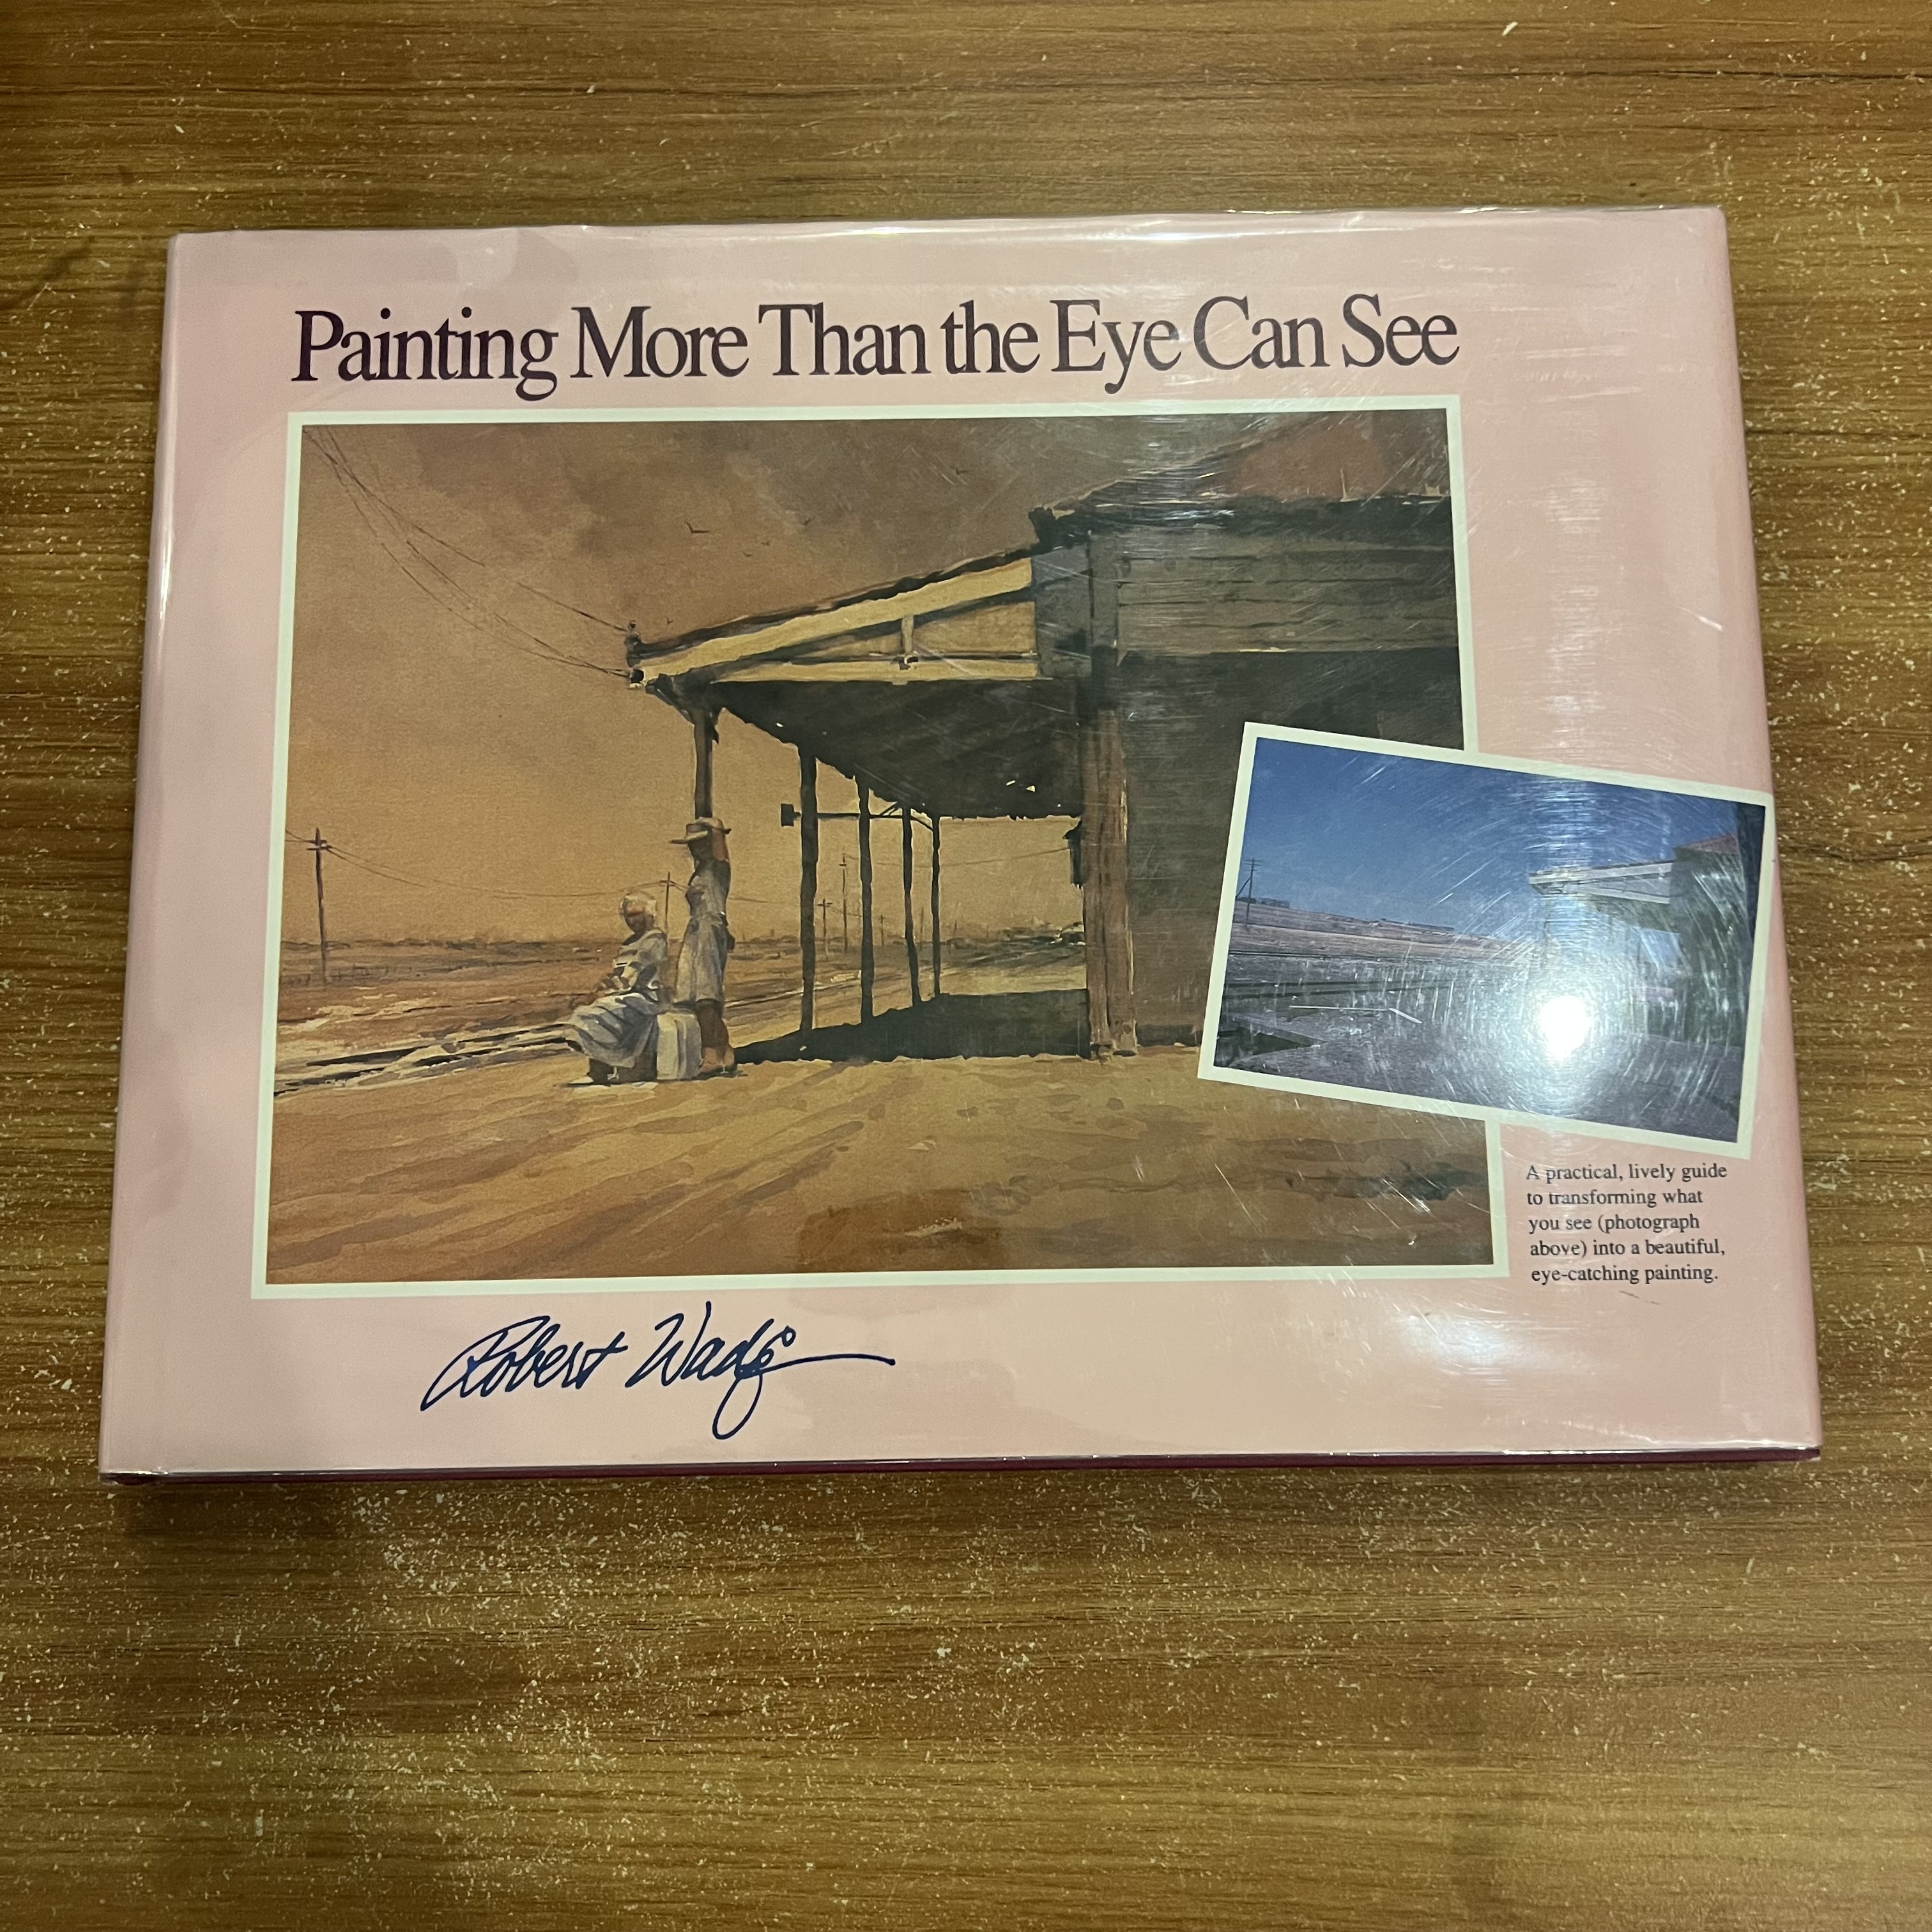 Painting More Than the Eye Can See
A practical, lively guide
to transforming what
you see (photograph
above) into a beautiful,
eye-catching painting.
Robert Wade